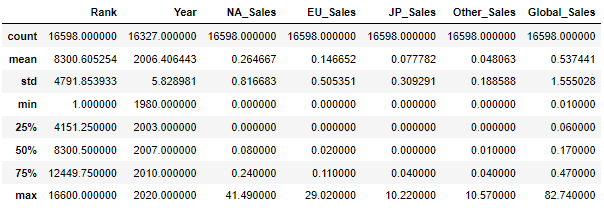 Rank Year NA_Sales EU_Sales JP_Sales Other_Sales Global_Sales
count 16598.000000 16327.000000 16598.000000 16598.000000 16598.000000 16598.000000 16598.000000
mean 8300.605254 2006.406443 0.264667 0.146652 0.077782 0.048063 0.537441
std 4791.853933 5.828981 0.816683 0.505351 0.309291 0.188588 1.555028
min 1.000000 1980.000000 0.000000 0.000000 0.000000 0.000000 0.010000
25% 4151.250000 2003.000000 0.000000 0.000000 0.000000 0.000000 0.060000
50% 8300.500000 2007.000000 0.080000 0.020000 0.000000 0.010000 0.170000
75% 12449.750000 2010.000000 0.240000 0.110000 0.040000 0.040000 0.470000
max 16600.000000 2020.000000 41.490000 29.020000 10.220000 10.570000 82.740000